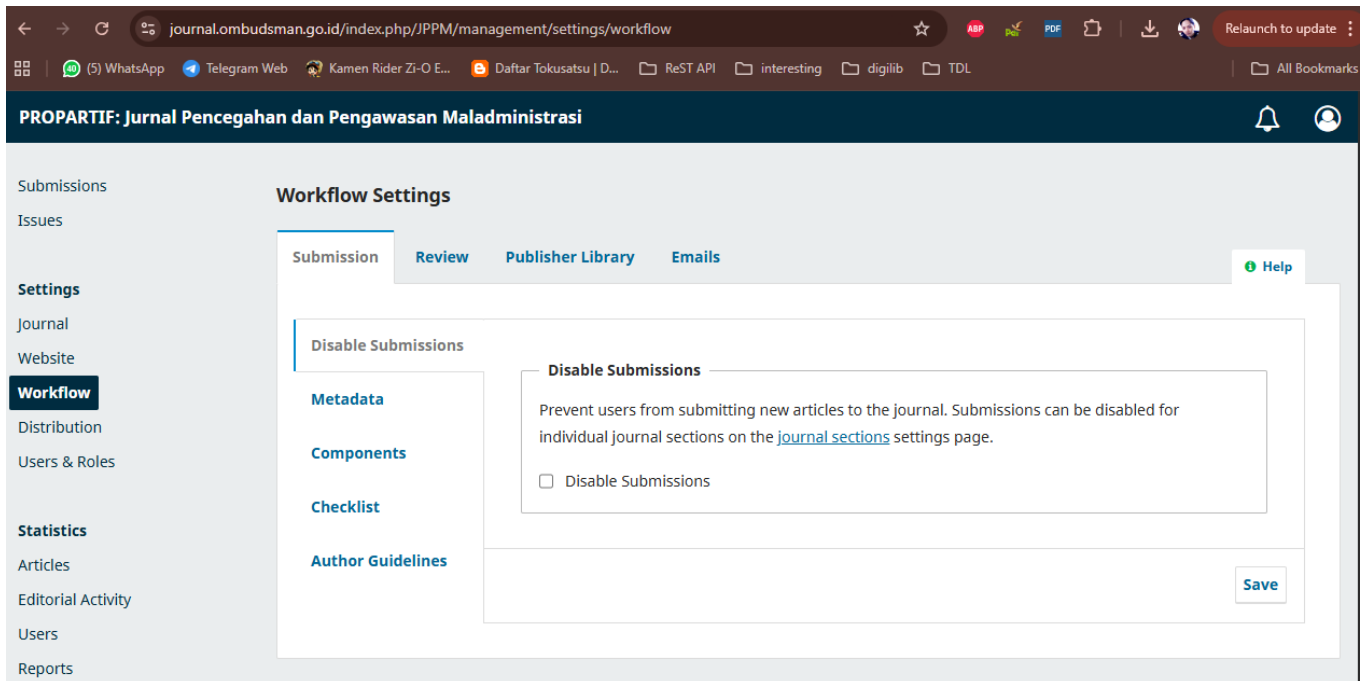 journal.ombudsman.go.id/index.php/JPPM/management/settings/workflow
ABP
PDF
Relaunch to update
(5) WhatsApp
Telegram Web
Kamen Rider Zi-O E...
Daftar Tokusatsu | D...
ReST API
interesting
digilib
TDL
All Bookmarks
PROPARTIF: Jurnal Pencegahan dan Pengawasan Maladministrasi
Submissions
Issues
Settings
Journal
Website
Workflow
Distribution
Users & Roles
Statistics
Articles
Editorial Activity
Users
Reports
Workflow Settings
Submission
Review
Publisher Library
Emails
Help
Disable Submissions
Metadata
Components
Checklist
Author Guidelines
Disable Submissions
Prevent users from submitting new articles to the journal. Submissions can be disabled for
individual journal sections on the journal sections settings page.
Disable Submissions
Save